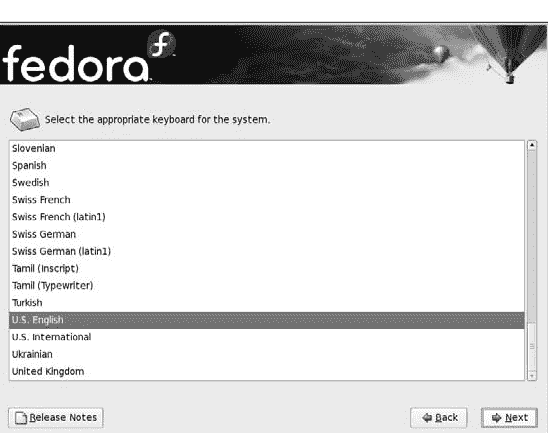 fedora
Select the appropriate keyboard for the system.
Slovenian
Spanish
Swedish
Swiss French
Swiss French (latin1)
Swiss German
Swiss German (latin1)
Tamil (Inscript)
Tamil (Typewriter)
Turkish
U.S. English
U.S. International
Ukrainian
United Kingdom
Release Notes
Back
Next